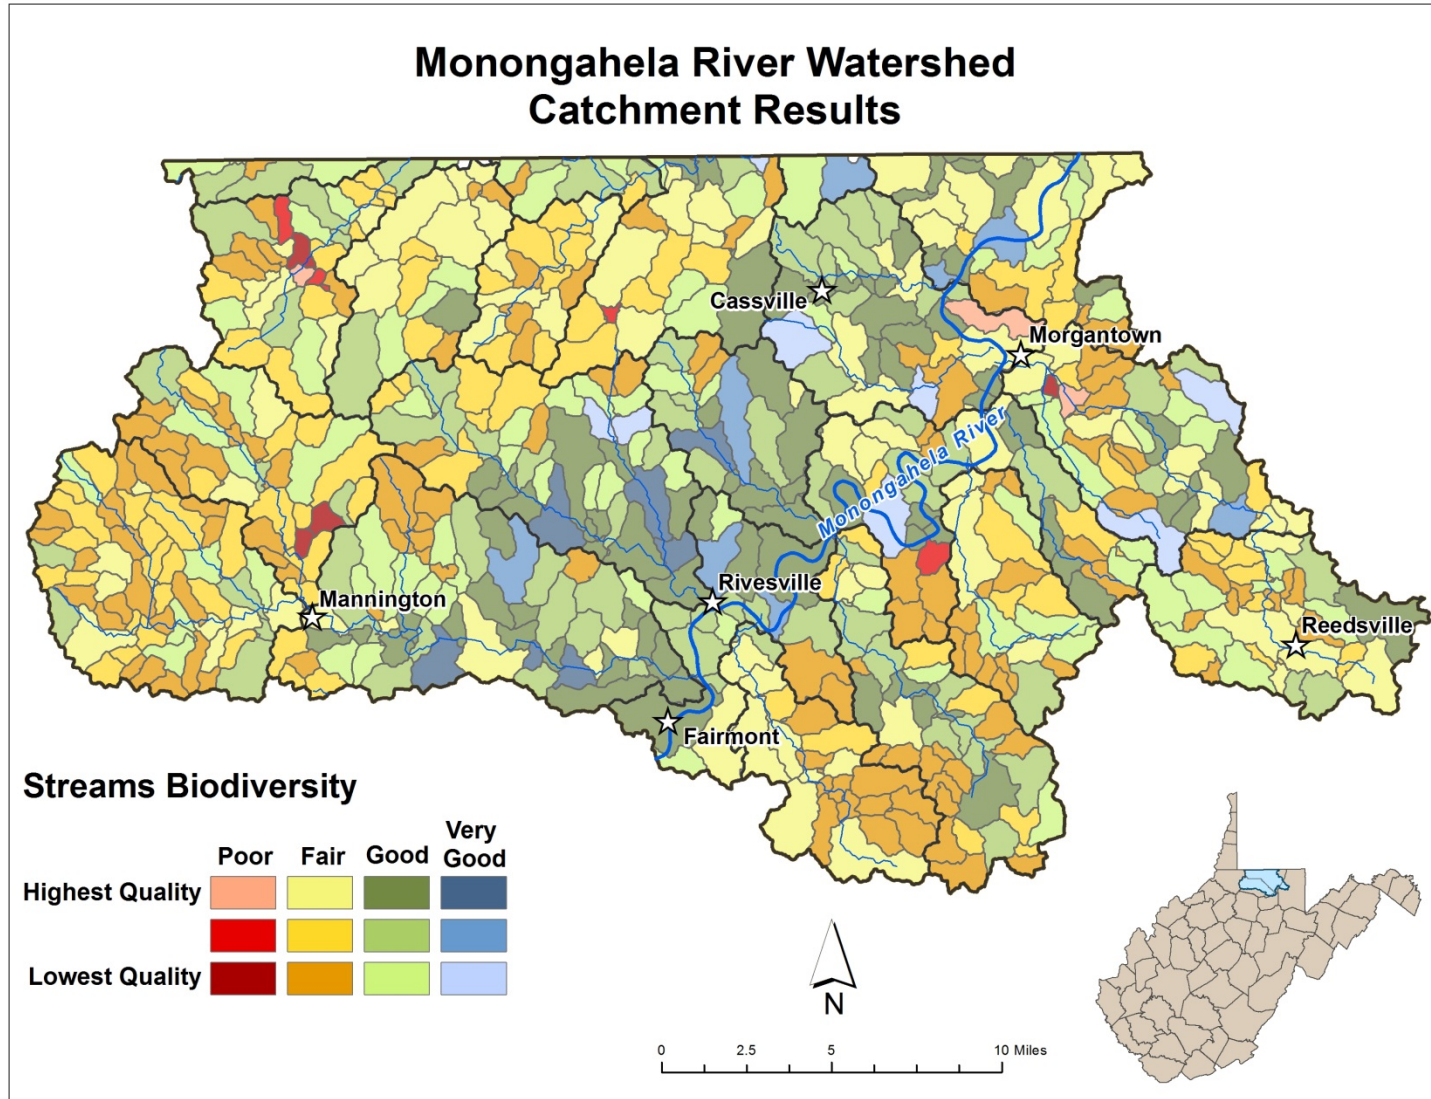 Monongahela River Watershed
Catchment Results
Cassville
Morgantown
Monongahela River
Rivesville
Mannington
Reedsville
Fairmont
Streams Biodiversity
Poor
Fair
Good
Very
Good
Highest Quality
Lowest Quality
N
0 2.5 5 10 Miles